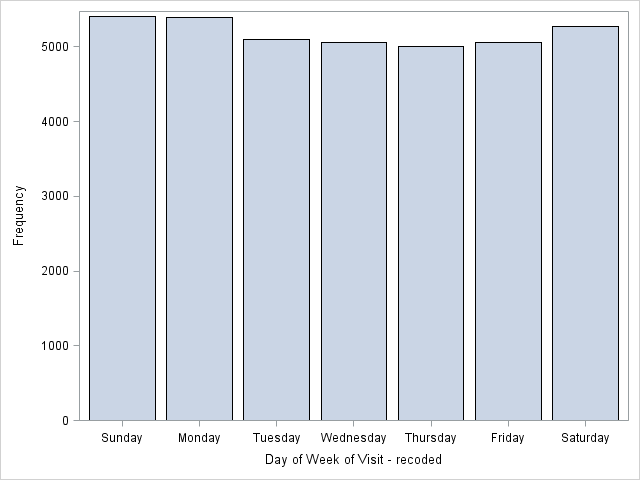 5000
4000
3000
2000
1000
0
Frequency
Sunday Monday Tuesday Wednesday Thursday Friday Saturday
Day of Week of Visit - recoded